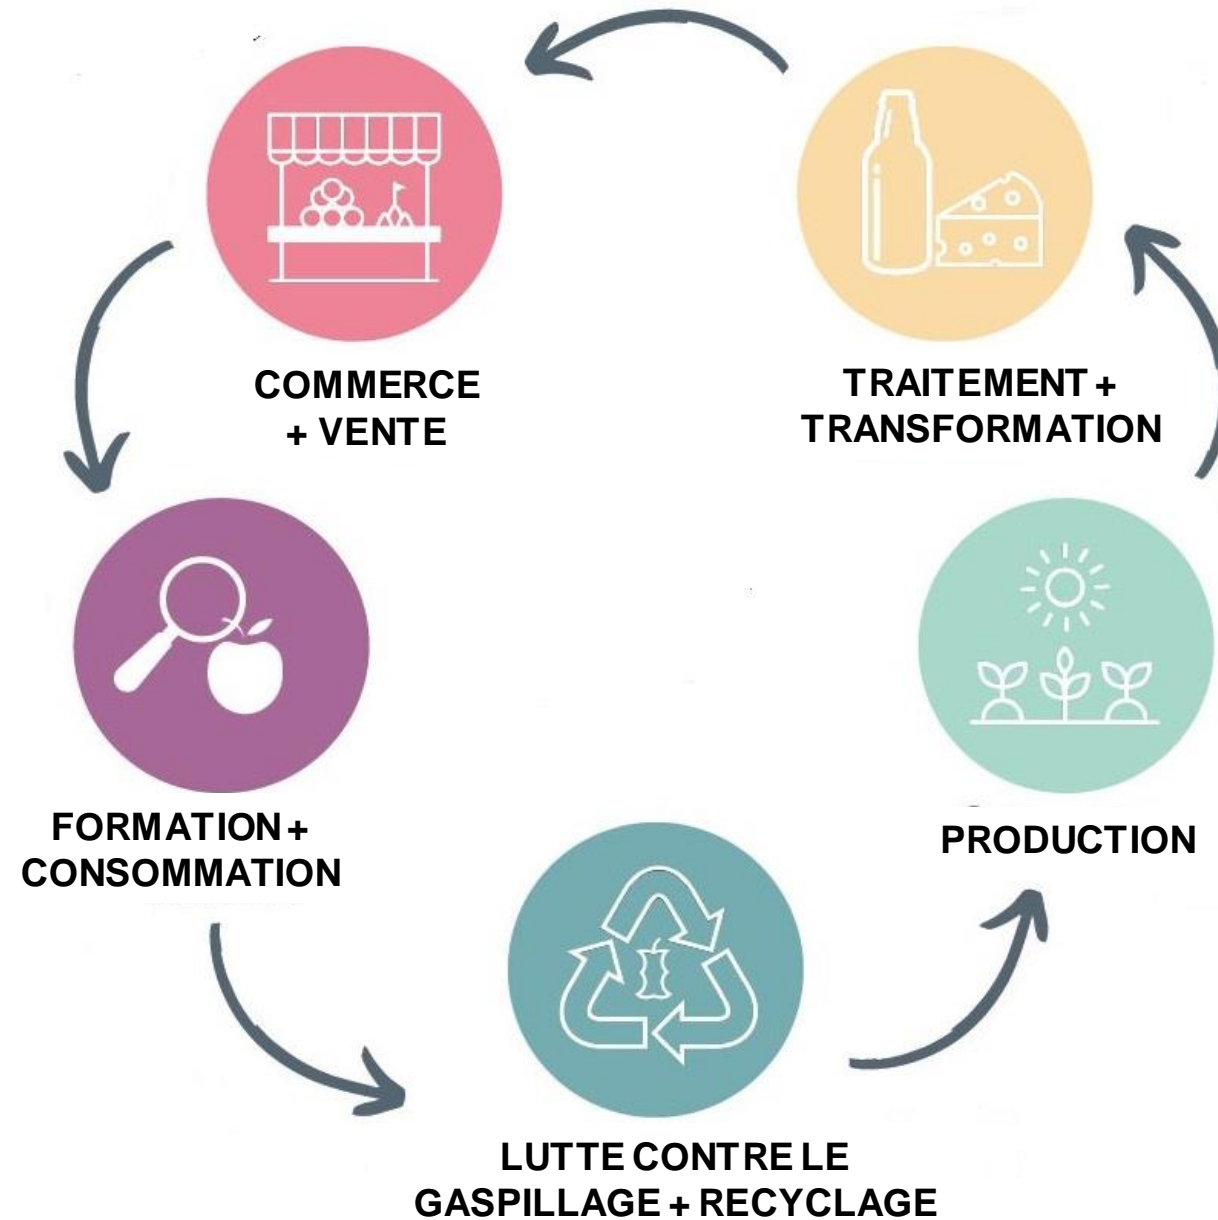 COMMERCE
+ VENTE
TRAITEMENT +
TRANSFORMATION
FORMATION +
CONSOMMATION
PRODUCTION
LUTTE CONTRE LE
GASPILLAGE + RECYCLAGE